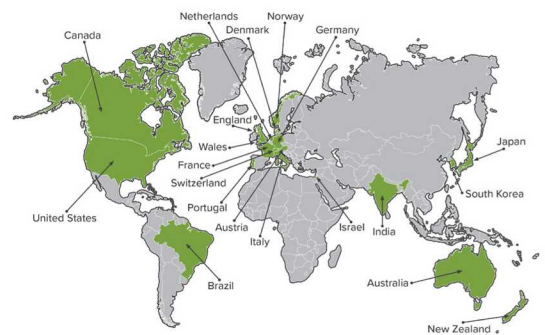 Netherlands
Norway
Denmark
Germany
Canada
England
Wales
France
Switzerland
Portugal
Austria
Italy
Israel
India
Japan
South Korea
United States
Brazil
Australia
New Zealand